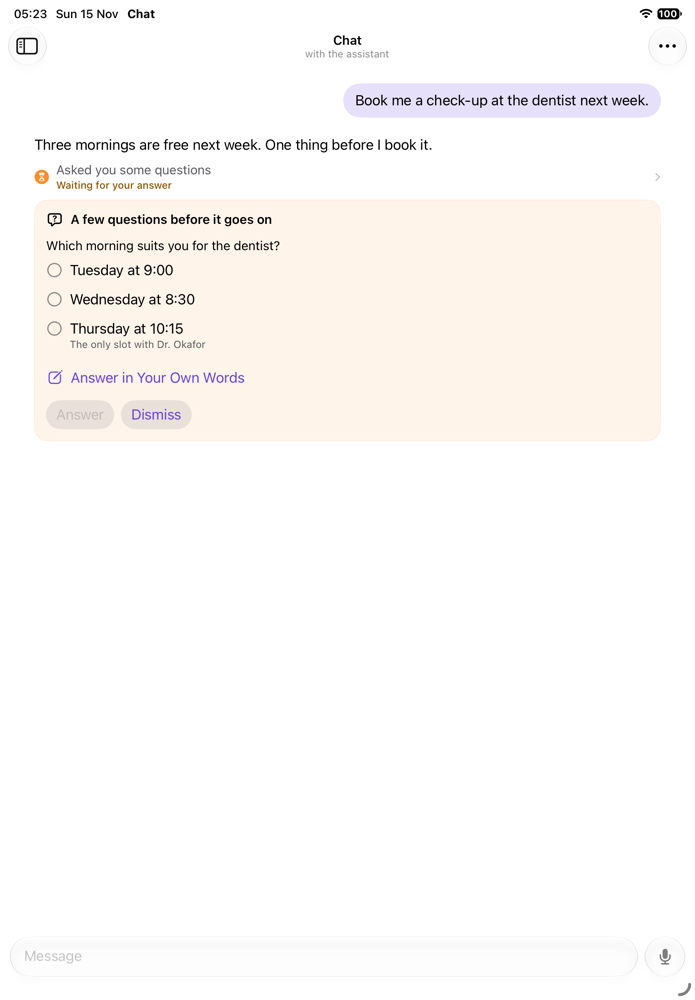 05:23 Sun 15 Nov Chat
100
Chat
with the assistant
Book me a check-up at the dentist next week.
Three mornings are free next week. One thing before I book it.
Asked you some questions
Waiting for your answer
A few questions before it goes on
Which morning suits you for the dentist?
Tuesday at 9:00
Wednesday at 8:30
Thursday at 10:15
The only slot with Dr. Okafor
Answer in Your Own Words
Answer Dismiss
Message